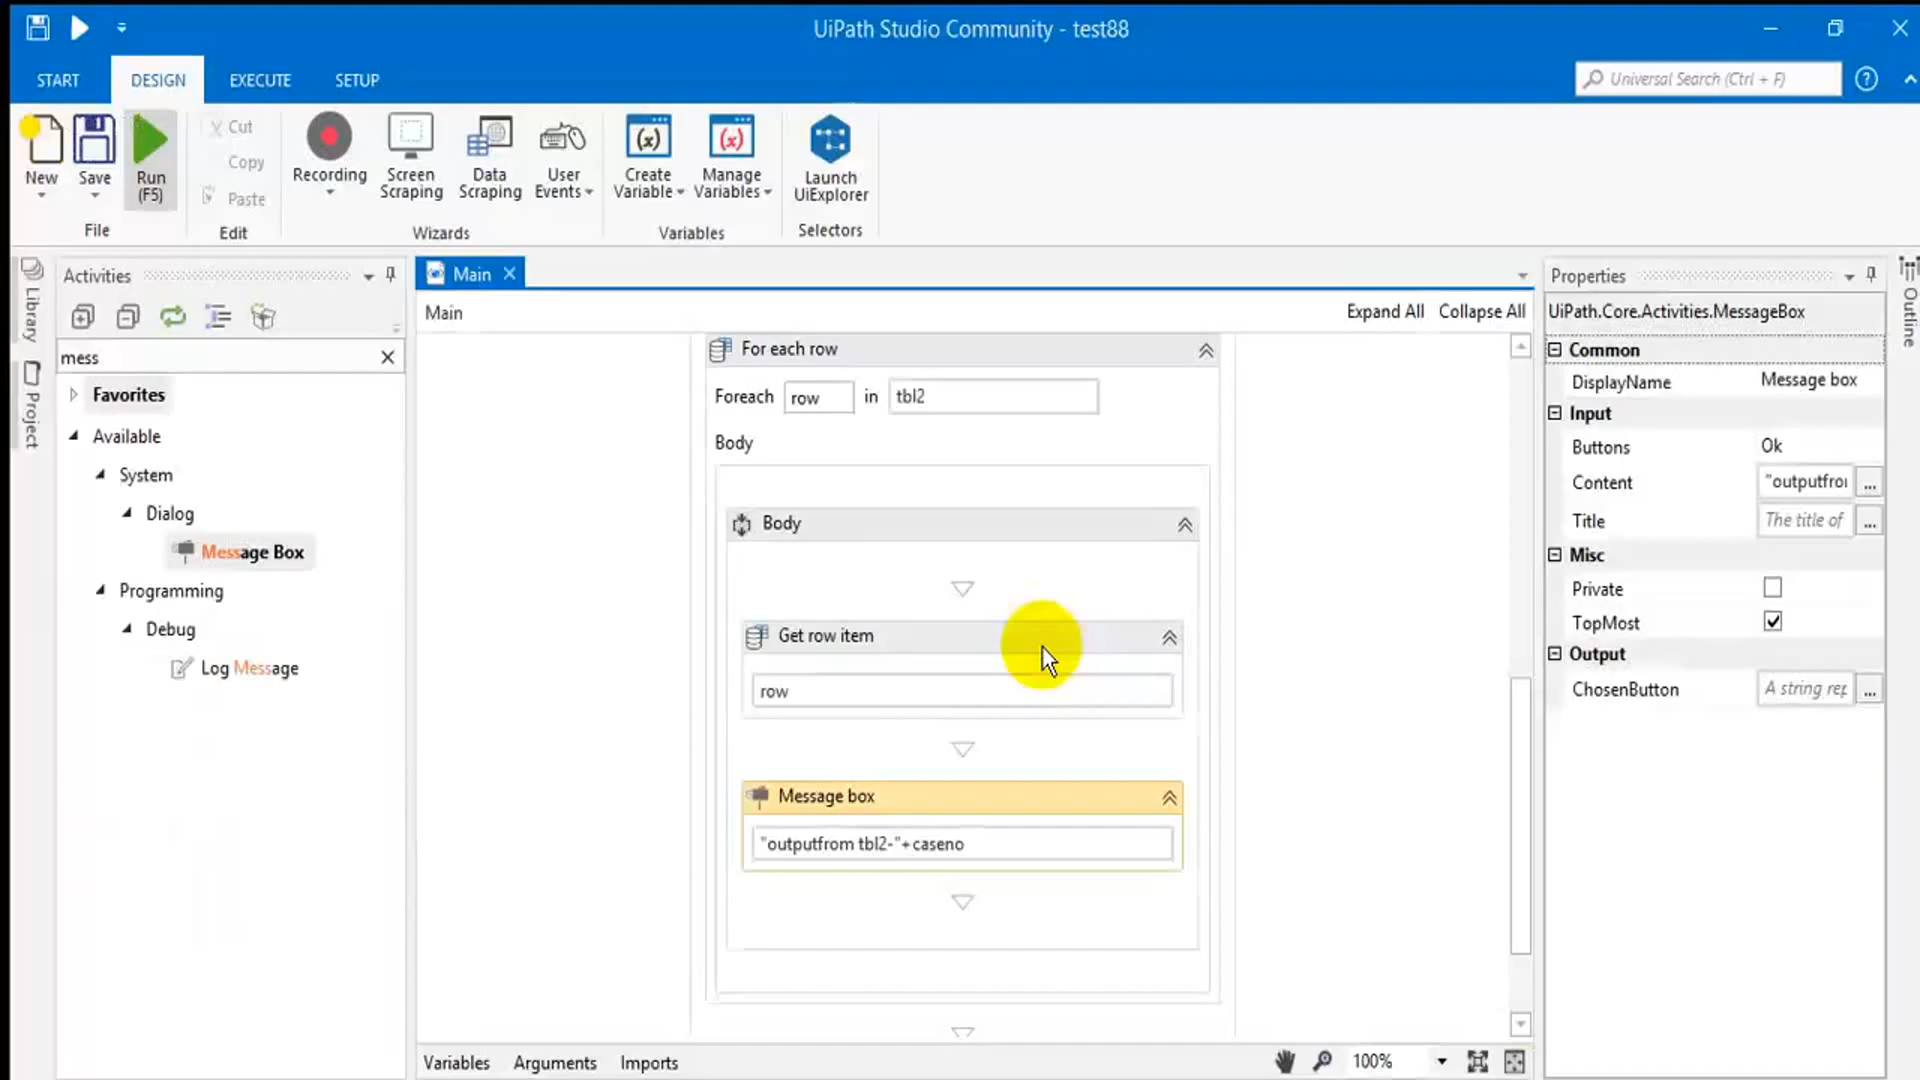 UiPath Studio Community - test88
START DESIGN EXECUTE SETUP
Universal Search (Ctrl + F)
New
Save
Run
(F5)
Cut
Copy
Paste
Recording
Screen
Scraping
Data
Scraping
User
Events
Create
Variable
Manage
Variables
Launch
UiExplorer
File Edit Wizards Variables Selectors
Library
Project
Activities
mess
Favorites
Available
System
Dialog
Message Box
Programming
Debug
Log Message
Main
Main
Expand All Collapse All
For each row
Foreach row in tbl2
Body
Body
Get row item
row
Message box
"outputfrom tbl2-"+caseno
Variables Arguments Imports
100%
Properties
UiPath.Core.Activities.MessageBox
Common
DisplayName Message box
Input
Buttons Ok
Content "outputfro
Title The title of
Misc
Private
TopMost
Output
ChosenButton A string rep
Outline